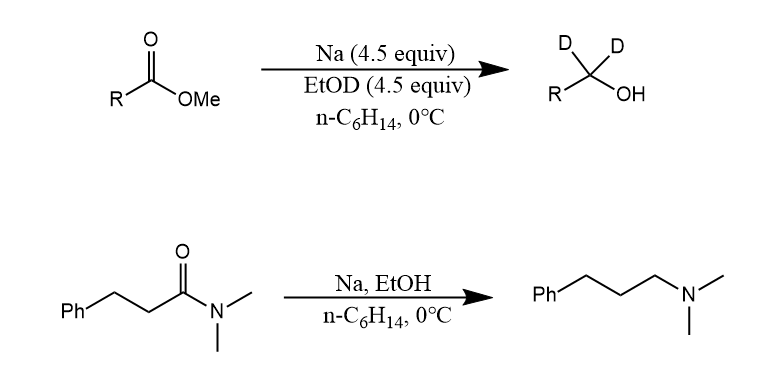 O
R
OMe
Na (4.5 equiv)
EtOD (4.5 equiv)
n-C₆H₁₄, 0°C
D
D
R
OH
O
Ph
N
Na, EtOH
n-C₆H₁₄, 0°C
Ph
N